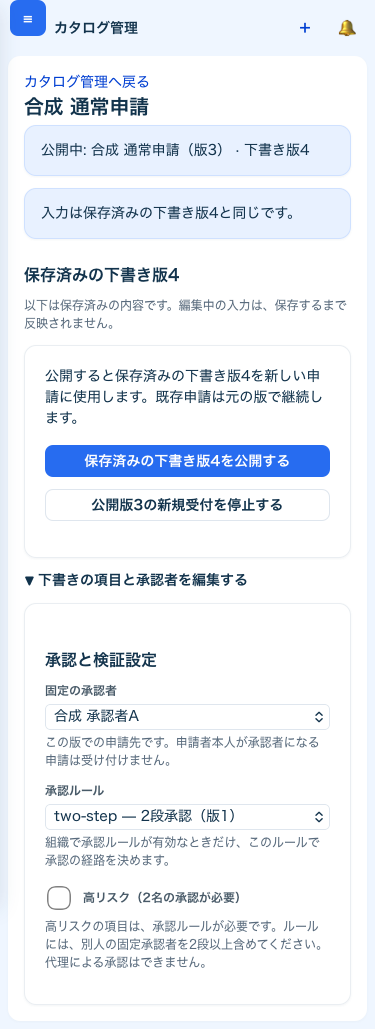 カタログ管理
カタログ管理へ戻る
合成 通常申請
公開中: 合成 通常申請（版3） · 下書き版4
入力は保存済みの下書き版4と同じです。
保存済みの下書き版4
以下は保存済みの内容です。編集中の入力は、保存するまで
反映されません。
公開すると保存済みの下書き版4を新しい申
請に使用します。既存申請は元の版で継続し
ます。
保存済みの下書き版4を公開する
公開版3の新規受付を停止する
▼下書きの項目と承認者を編集する
承認と検証設定
固定の承認者
合成 承認者A
この版での申請先です。申請者本人が承認者になる
申請は受け付けません。
承認ルール
two-step — 2段承認（版1）
組織で承認ルールが有効なときだけ、このルールで
承認の経路を決めます。
高リスク（2名の承認が必要）
高リスクの項目は、承認ルールが必要です。ルール
には、別人の固定承認者を2段以上含めてください。
代理による承認はできません。